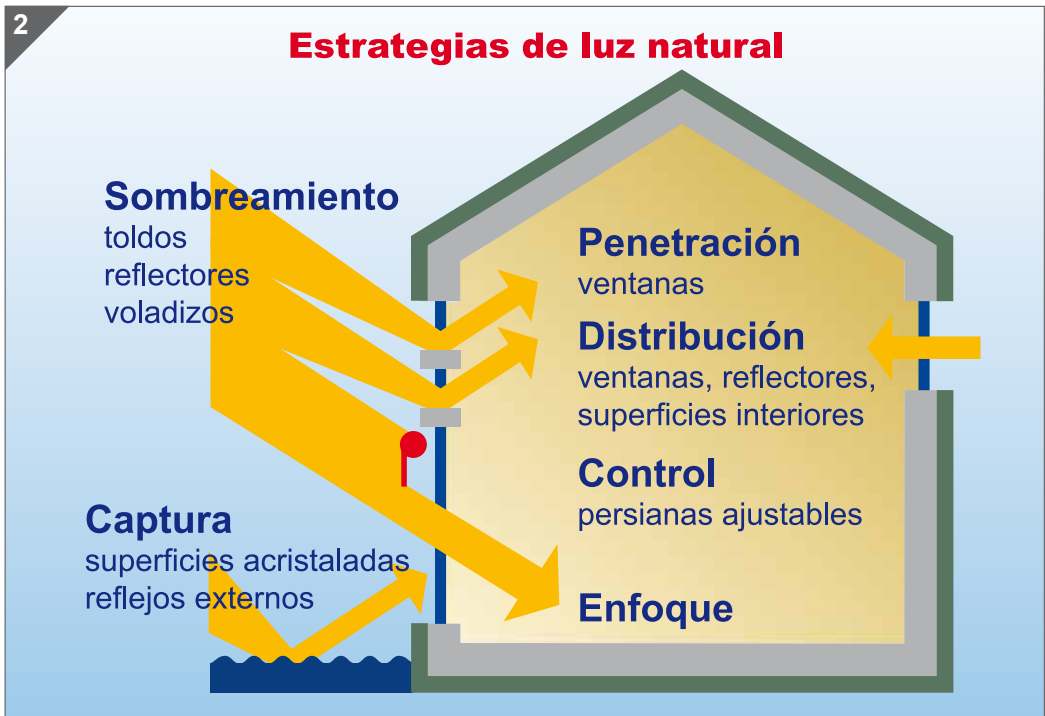 2
Estrategias de luz natural
Sombreamiento
toldos
reflectores
voladizos
Captura
superficies acristaladas
reflejos externos
Penetración
ventanas
Distribución
ventanas, reflectores,
superficies interiores
Control
persianas ajustables
Enfoque